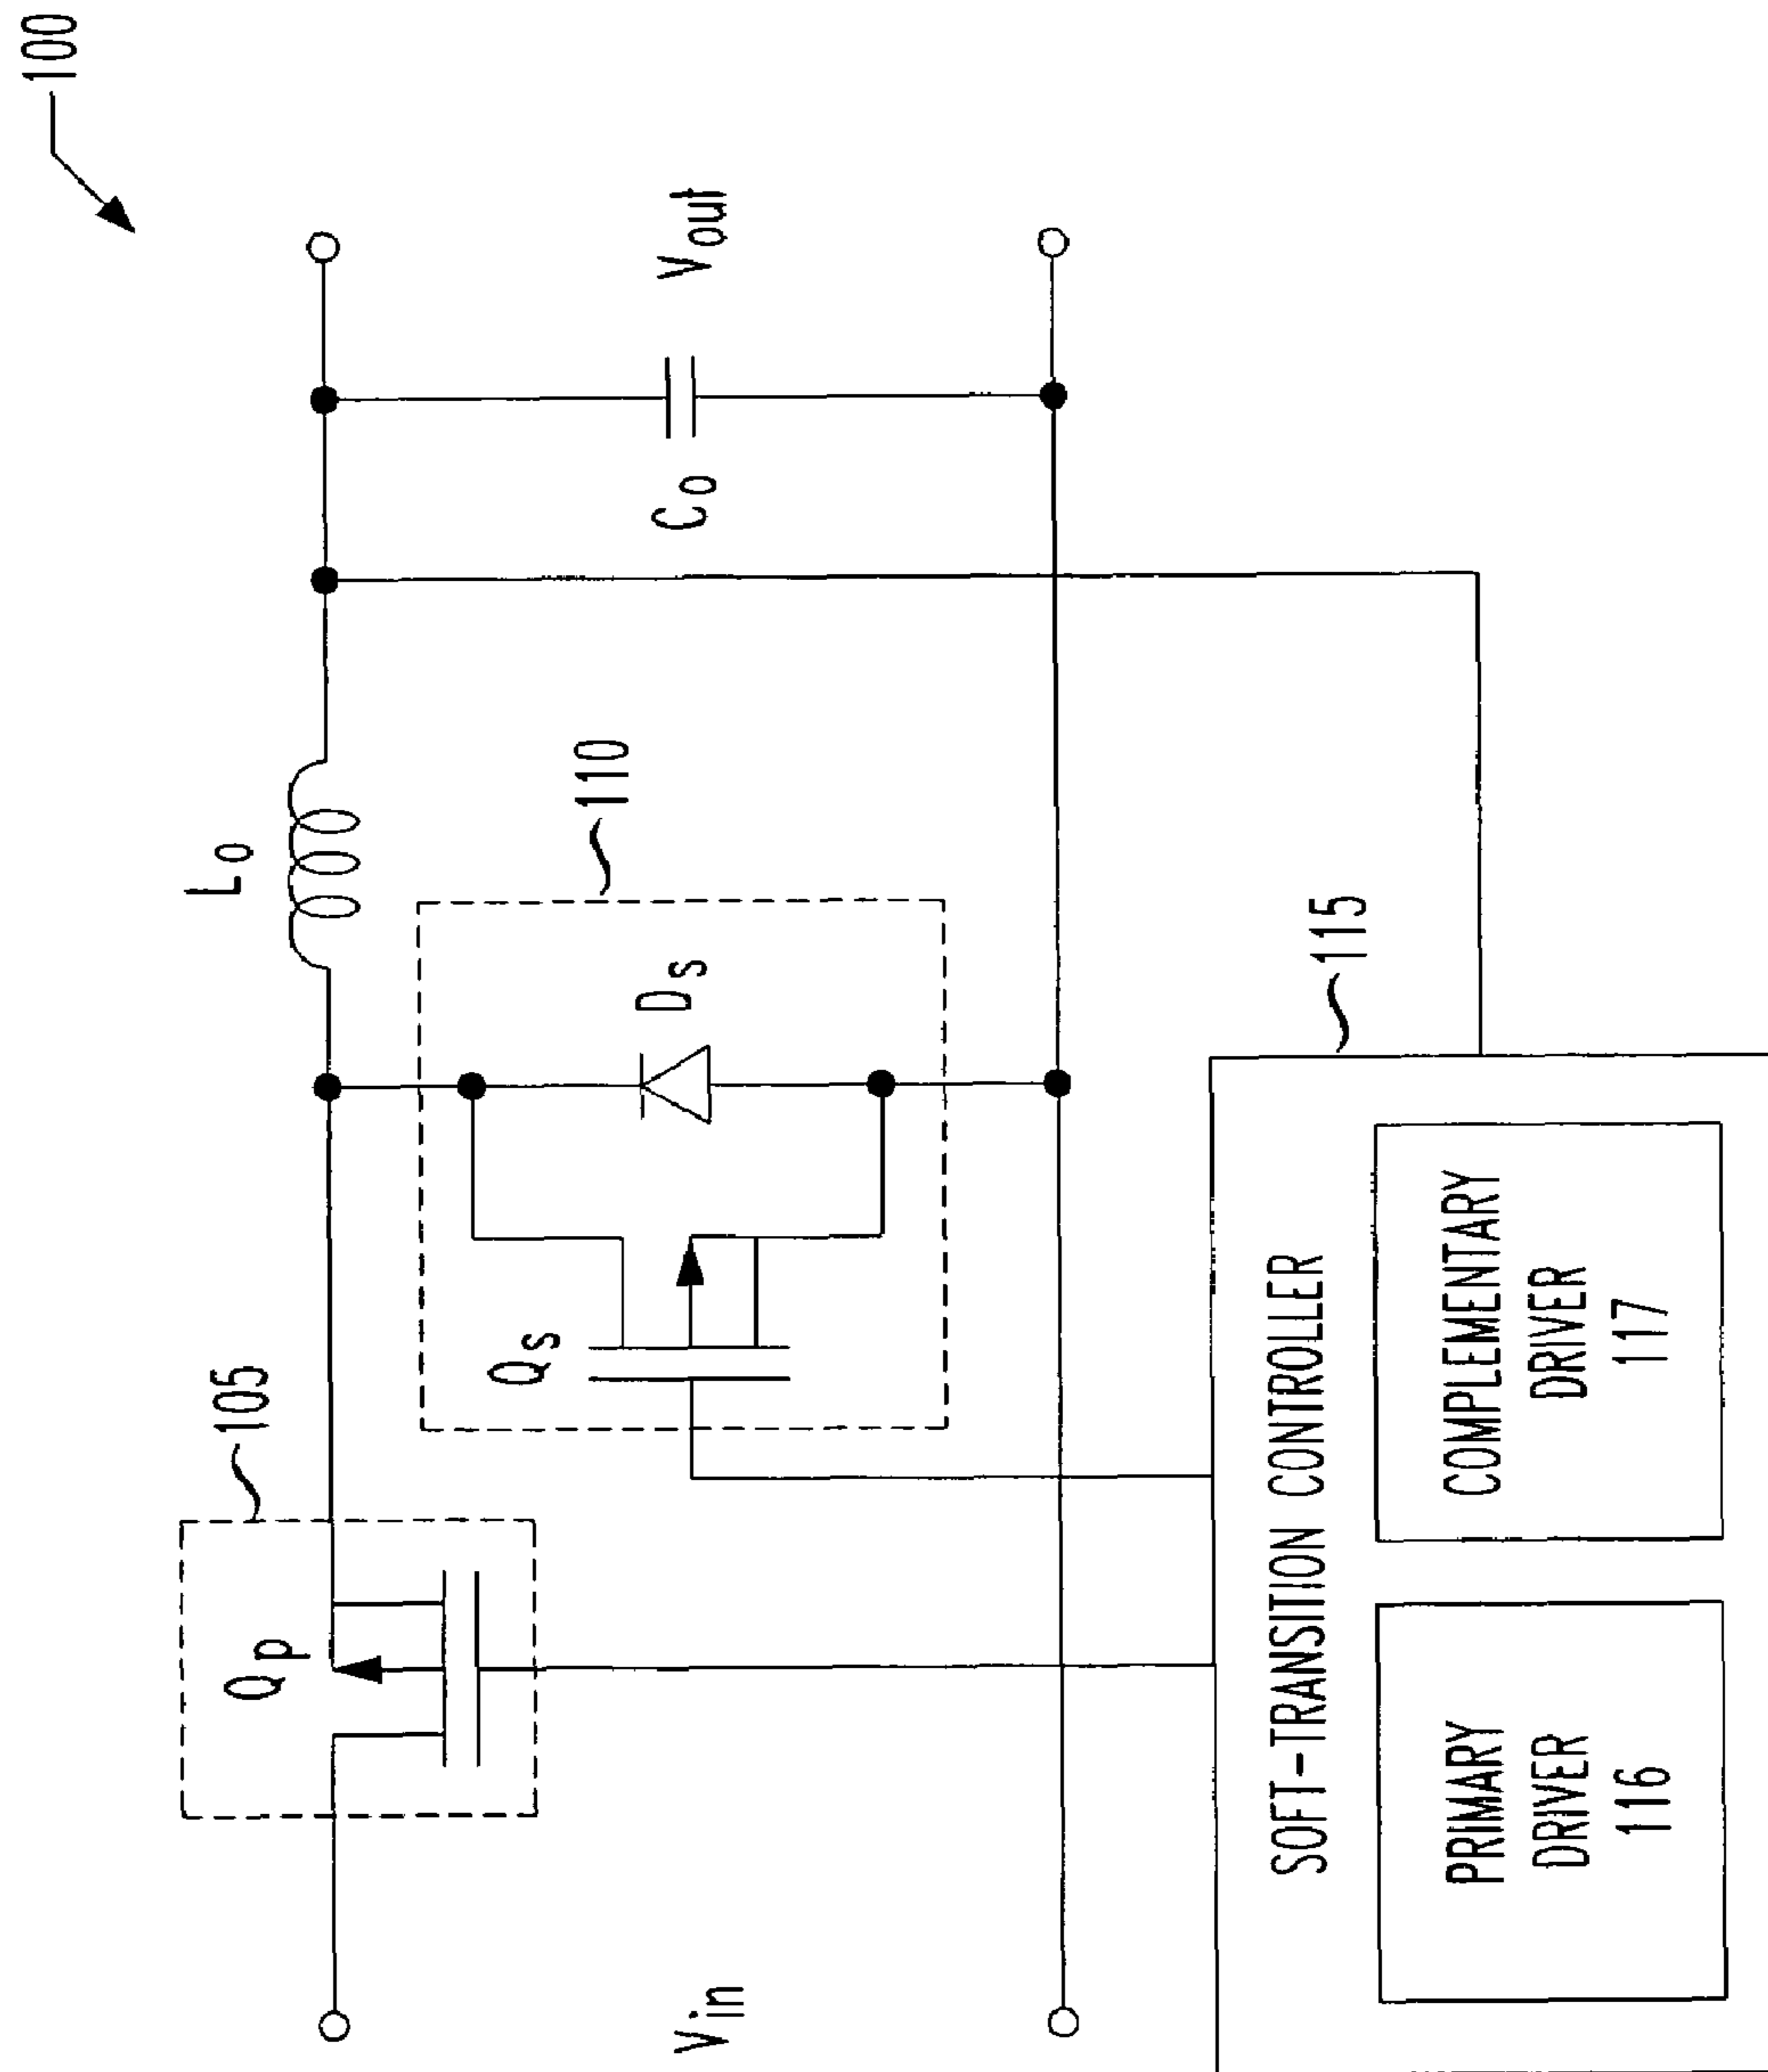 100
105
Qp
Lo
110
Qs
Ds
Vin
Co
Vout
115
SOFT-TRANSITION CONTROLLER
PRIMARY
DRIVER
116
COMPLEMENTARY
DRIVER
117